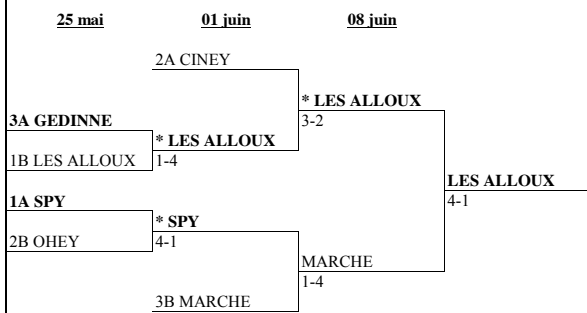 25 mai 01 juin 08 juin
2A CINEY
* LES ALLOUX
3-2
3A GEDINNE
* LES ALLOUX
1-4
1B LES ALLOUX
LES ALLOUX
4-1
1A SPY
* SPY
4-1
2B OHEY
MARCHE
1-4
3B MARCHE